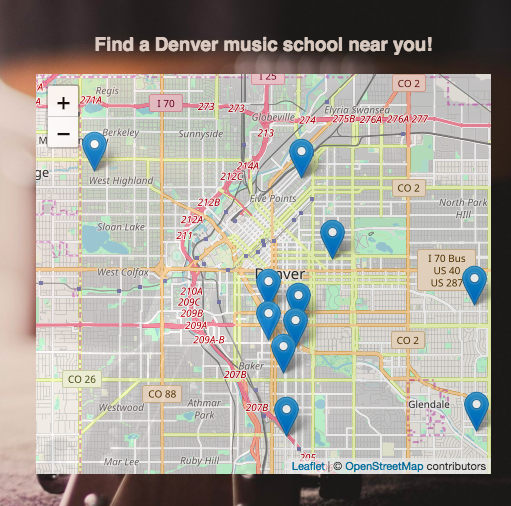 Find a Denver music school near you!
I 25
CO 2
Regis
271A
I 70
273
273
Globeville
Elyria Swansea
274
275B
276A
276A
277
+
−
213
Berkeley
Sunnyside
214A
212C
West Highland
Five Points
CO 2
212B
212A
211
North Park
Hill
Sloan Lake
West Colfax
Denver
I 70 Bus
US 40
US 287
210A
209C
209B
209A
209A-B
CO 2
Baker
207B
CO 26
CO 88
Westwood
Athmar
Park
207B
Glendale
205
Mar Lee
Ruby Hill
Leaflet | © OpenStreetMap contributors